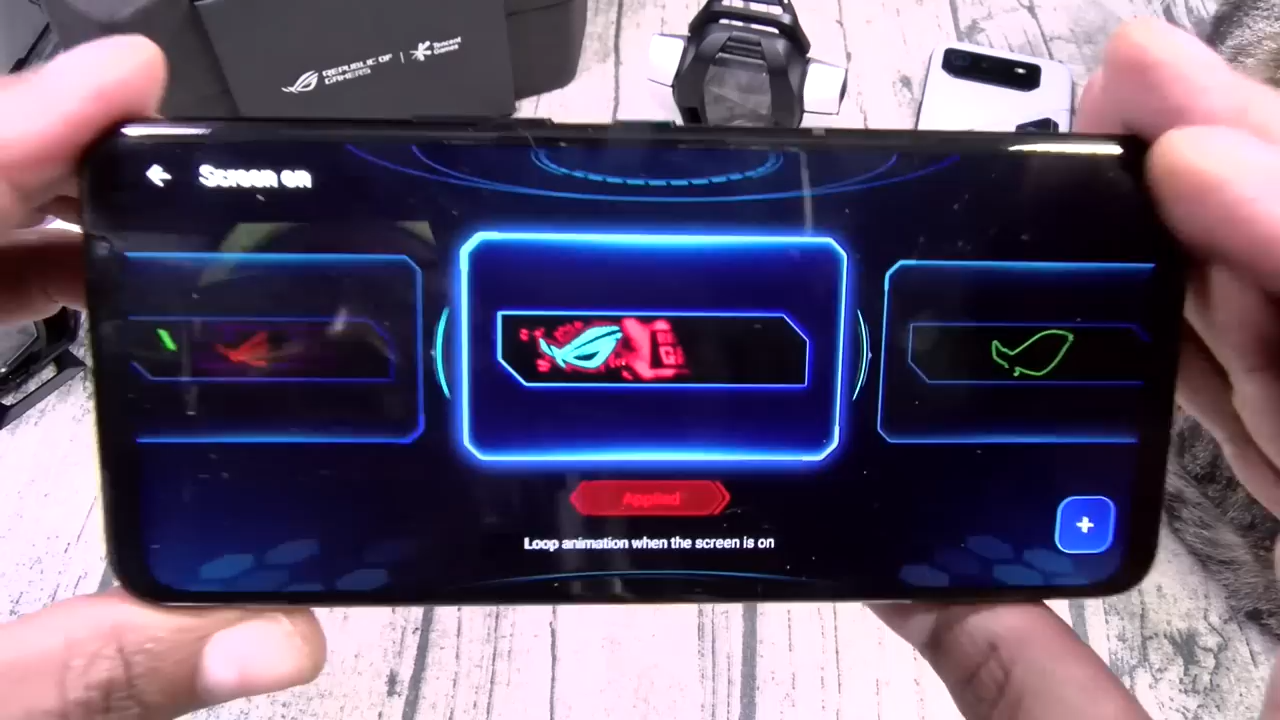 REPUBLIC OF
GAMERS
Tencent
Games
Screen on
Applied
Loop animation when the screen is on